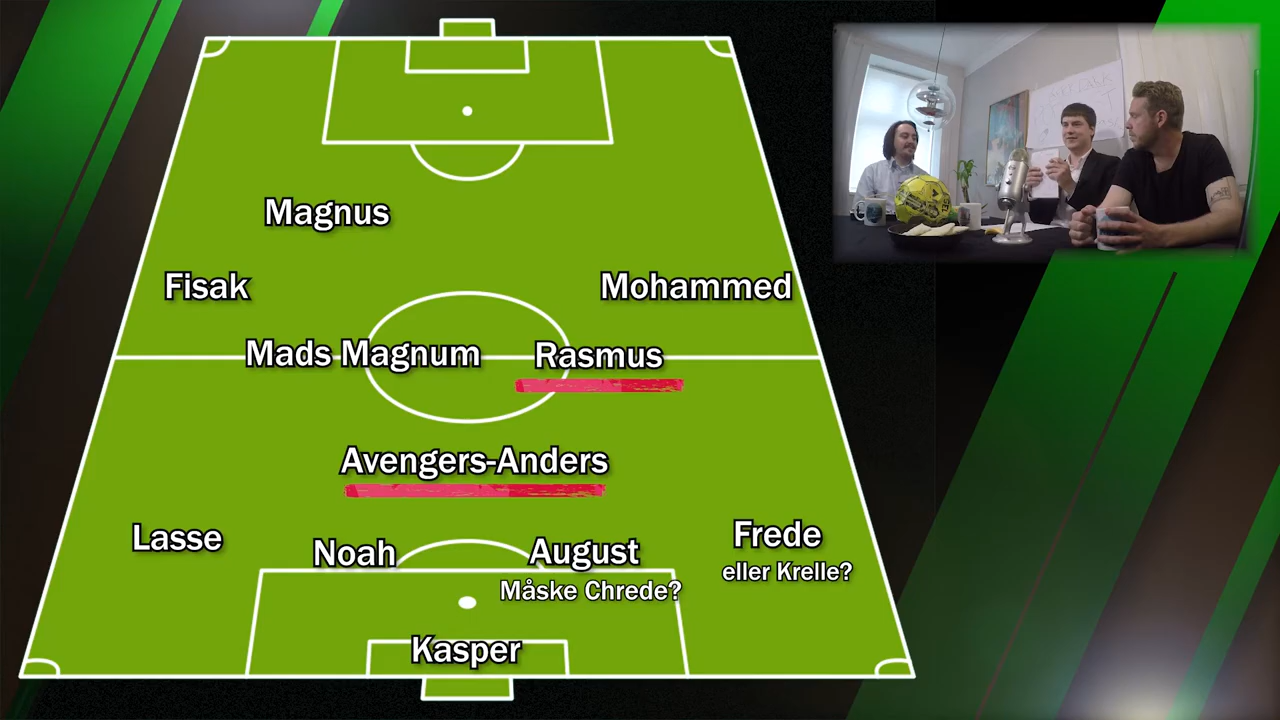 Magnus
Fisak
Mohammed
Mads Magnum
Rasmus
Avengers-Anders
Lasse
Noah
August
Måske Chrede?
Frede
eller Krelle?
Kasper